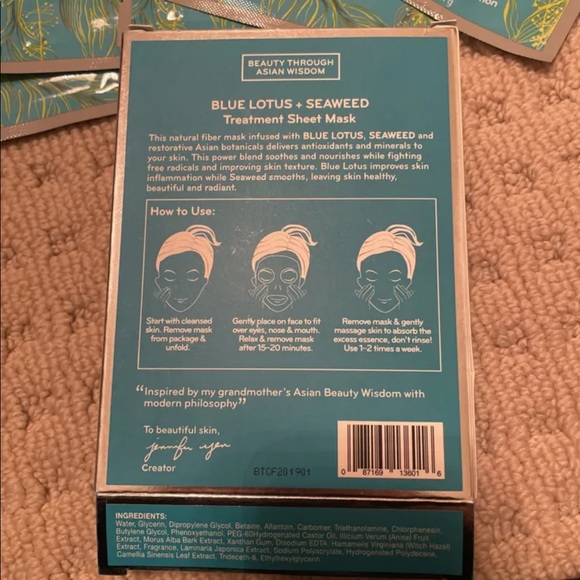 BEAUTY THROUGH
ASIAN WISDOM
BLUE LOTUS + SEAWEED
Treatment Sheet Mask
This natural fiber mask infused with BLUE LOTUS, SEAWEED and
restorative Asian botanicals delivers antioxidants and minerals to
your skin. This power blend soothes and nourishes while fighting
free radicals and improving skin texture. Blue Lotus improves skin
inflammation while Seaweed smooths, leaving skin healthy,
beautiful and radiant.
How to Use:
Start with cleansed
skin. Remove mask
from package &
unfold.
Gently place on face to fit
over eyes, nose & mouth.
Relax & remove mask
after 15-20 minutes.
Remove mask & gently
massage skin to absorb the
excess essence, don't rinse!
Use 1-2 times a week.
“Inspired by my grandmother's Asian Beauty Wisdom with
modern philosophy”
To beautiful skin,
Creator
BTCF201901
0 87169 13601 6
INGREDIENTS:
Water, Glycerin, Dipropylene Glycol, Betaine, Allantoin, Carbomer, Triethanolamine, Chlorphenesin,
Butylene Glycol, Phenoxyethanol, PEG-60Hydrogenated Castor Oil, Illicium Verum (Anise) Fruit
Extract, Morus Alba Bark Extract, Xanthan Gum, Disodium EDTA, Hamamelis Virginiana (Witch Hazel)
Extract, Fragrance, Laminaria Japonica Extract, Sodium Polyacrylate, Hydrogenated Polydecene,
Camellia Sinensis Leaf Extract, Trideceth-6, Ethylhexylglycerin